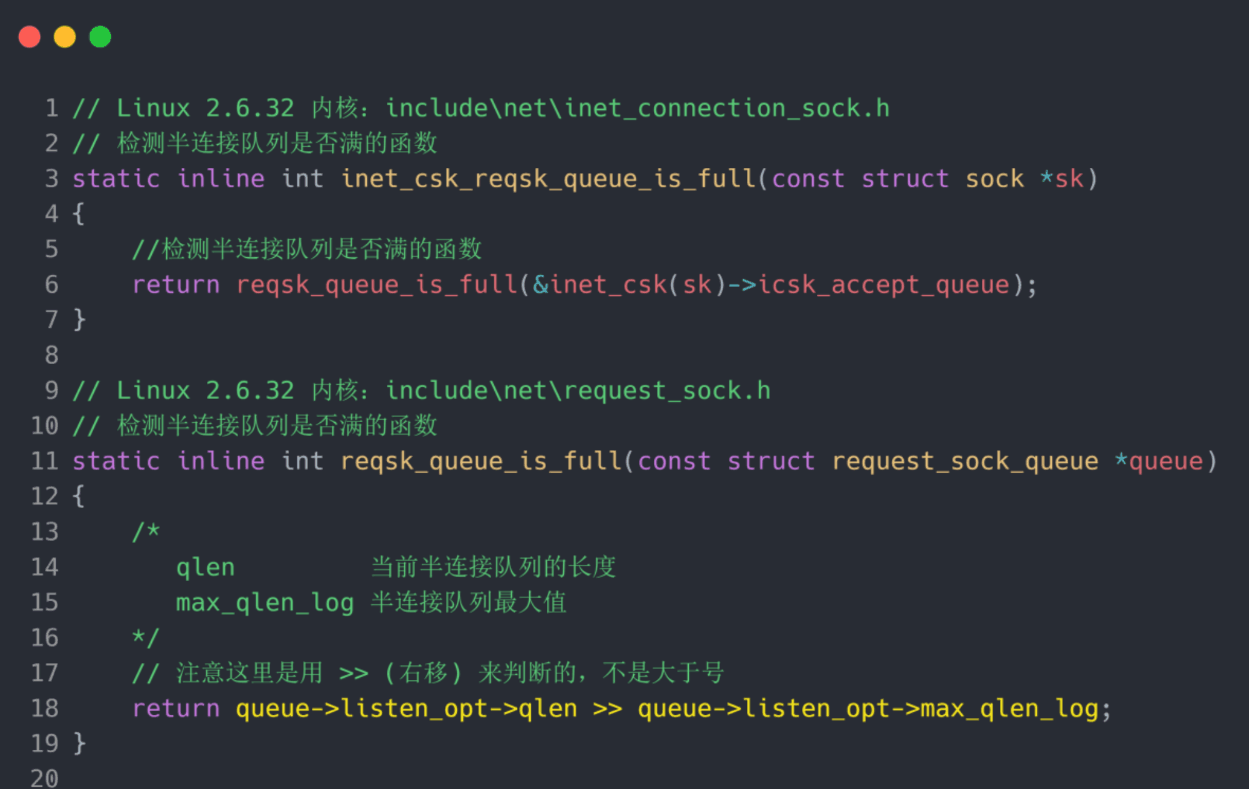 1 // Linux 2.6.32 内核：include\net\inet_connection_sock.h
2 // 检测半连接队列是否满的函数
3 static inline int inet_csk_reqsk_queue_is_full(const struct sock *sk)
4 {
5     //检测半连接队列是否满的函数
6     return reqsk_queue_is_full(&inet_csk(sk)->icsk_accept_queue);
7 }
8
9 // Linux 2.6.32 内核：include\net\request_sock.h
10 // 检测半连接队列是否满的函数
11 static inline int reqsk_queue_is_full(const struct request_sock_queue *queue)
12 {
13     /*
14        qlen         当前半连接队列的长度
15        max_qlen_log 半连接队列最大值
16     */
17     // 注意这里是用 >> (右移) 来判断的，不是大于号
18     return queue->listen_opt->qlen >> queue->listen_opt->max_qlen_log;
19 }
20